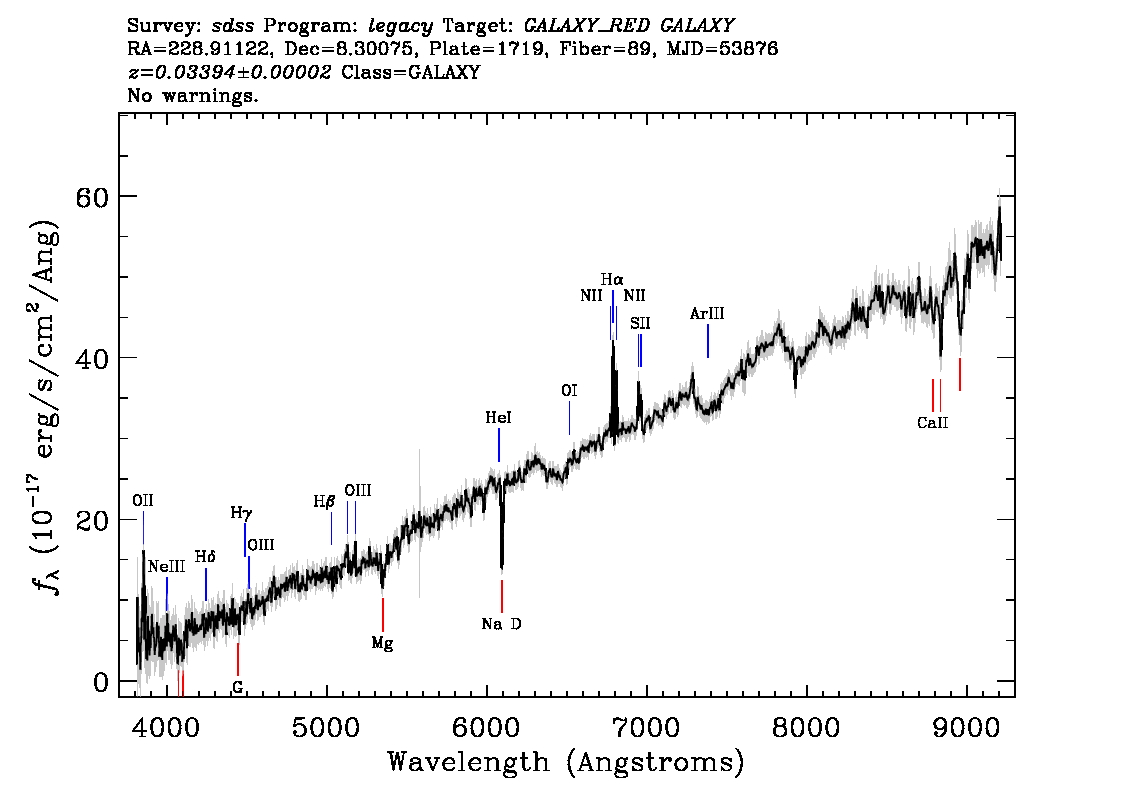 Survey: sdss Program: legacy Target: GALAXY_RED GALAXY
RA=228.91122, Dec=8.30075, Plate=1719, Fiber=89, MJD=53876
z=0.03394±0.00002 Class=GALAXY
No warnings.
60
40
20
0
f_λ (10⁻¹⁷ erg/s/cm²/Ang)
Hα
NII NII
SII
ArIII
OI
HeI
CaII
OII
Hβ OIII
Hγ
OIII
NeIII Hδ
Na D
Mg
G
4000 5000 6000 7000 8000 9000
Wavelength (Angstroms)